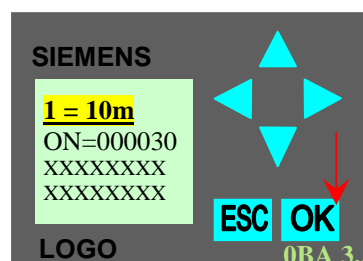 SIEMENS
1 = 10m
ON=000030
XXXXXXXX
XXXXXXXX
ESC OK
LOGO
0BA 3.